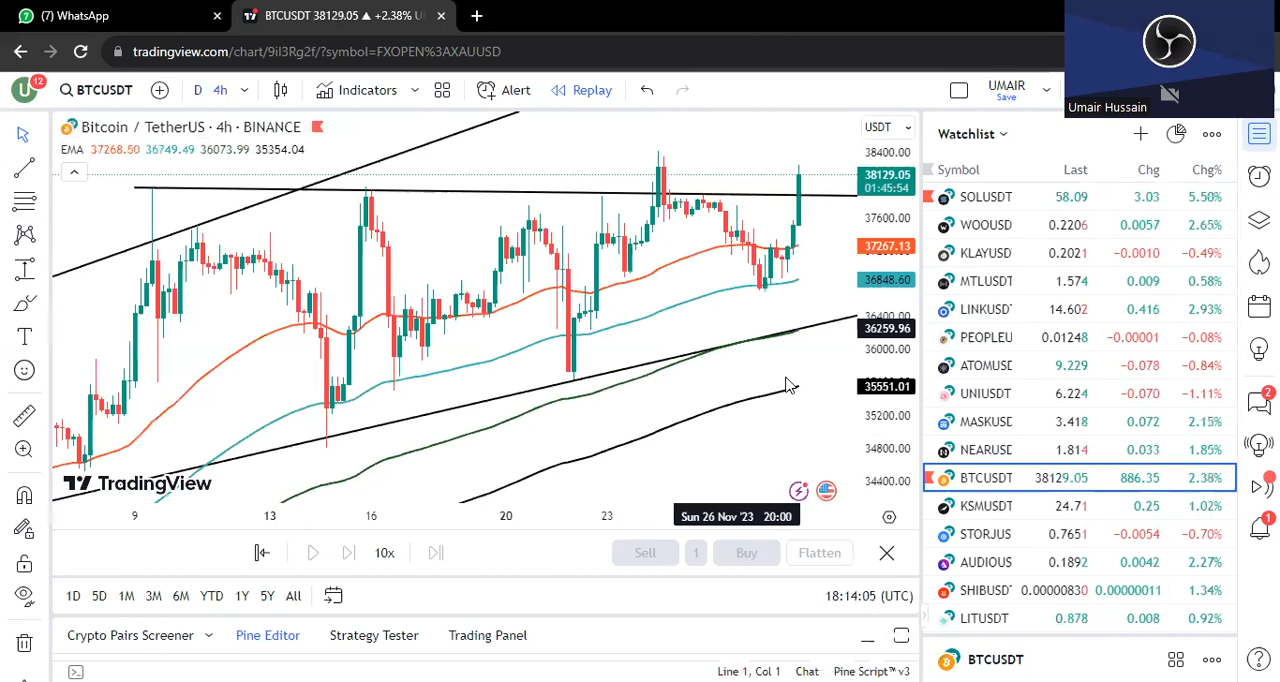 (7) WhatsApp
BTCUSDT 38129.05 ▲ +2.38% U
tradingview.com/chart/9il3Rg2f/?symbol=FXOPEN%3AXAUUSD
Umair Hussain
U 12 BTCUSDT D 4h Indicators Alert Replay UMAIR
Save
Bitcoin / TetherUS · 4h · BINANCE
EMA 37268.50 36749.49 36073.99 35354.04
USDT
38400.00
38129.05
01:45:54
37600.00
37267.13
36848.60
36400.00
36259.96
36000.00
35551.01
35200.00
34800.00
34400.00
TradingView
9 13 16 20 23 Sun 26 Nov '23 20:00
10x Sell 1 Buy Flatten
1D 5D 1M 3M 6M YTD 1Y 5Y All 18:14:05 (UTC)
Crypto Pairs Screener Pine Editor Strategy Tester Trading Panel
Line 1, Col 1 Chat Pine Script™ v3
Watchlist
Symbol Last Chg Chg%
SOLUSDT 58.09 3.03 5.50%
WOOUSD 0.2206 0.0057 2.65%
KLAYUSD 0.2021 −0.0010 −0.49%
MTLUSDT 1.574 0.009 0.58%
LINKUSDT 14.602 0.416 2.93%
PEOPLEU 0.01248 −0.00001 −0.08%
ATOMUSE 9.229 −0.078 −0.84%
UNIUSDT 6.224 −0.070 −1.11%
MASKUSE 3.418 0.072 2.15%
NEARUSE 1.814 0.033 1.85%
BTCUSDT 38129.05 886.35 2.38%
KSMUSDT 24.71 0.25 1.02%
STORJUS 0.7651 −0.0054 −0.70%
AUDIOUS 0.1892 0.0042 2.27%
SHIBUSD 0.00000830 0.00000011 1.34%
LITUSDT 0.878 0.008 0.92%
BTCUSDT
2
1